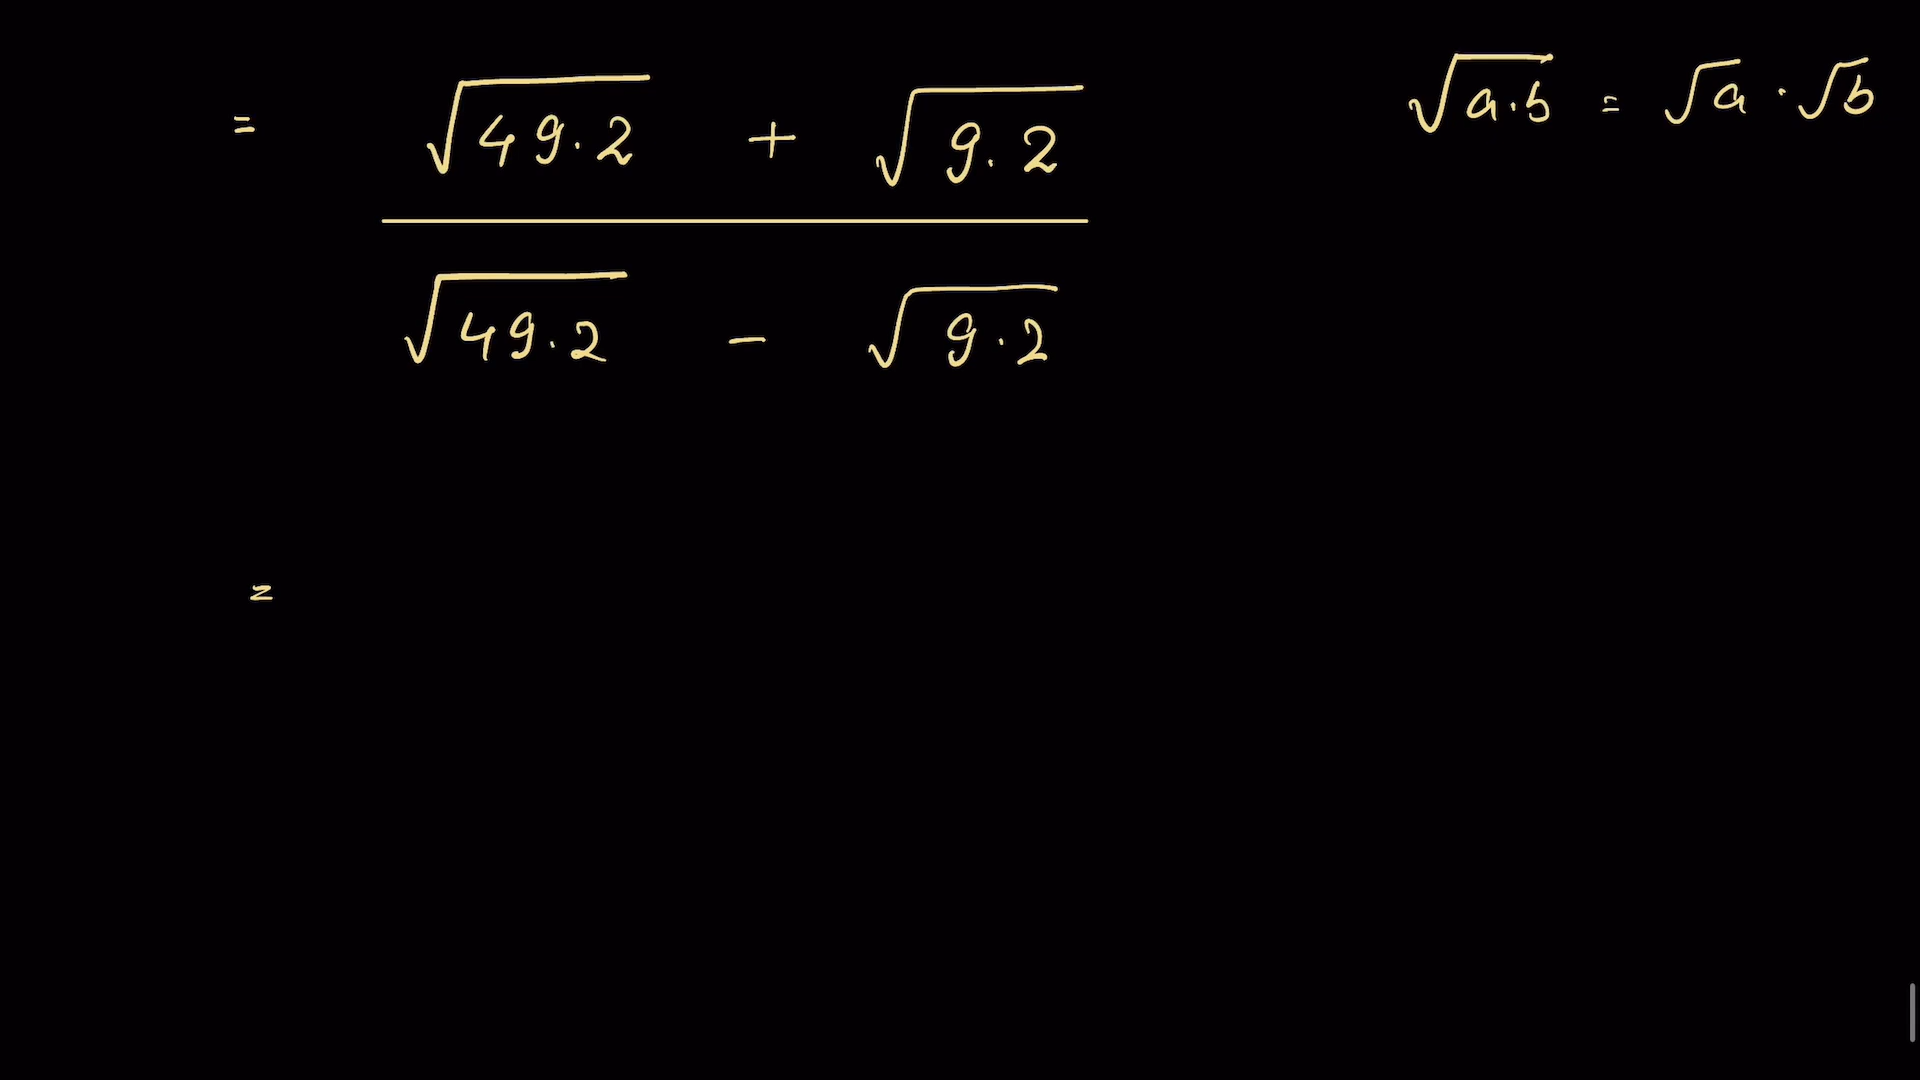 = √49.2 + √9.2
√49.2 - √9.2
=
√a.b = √a . √b